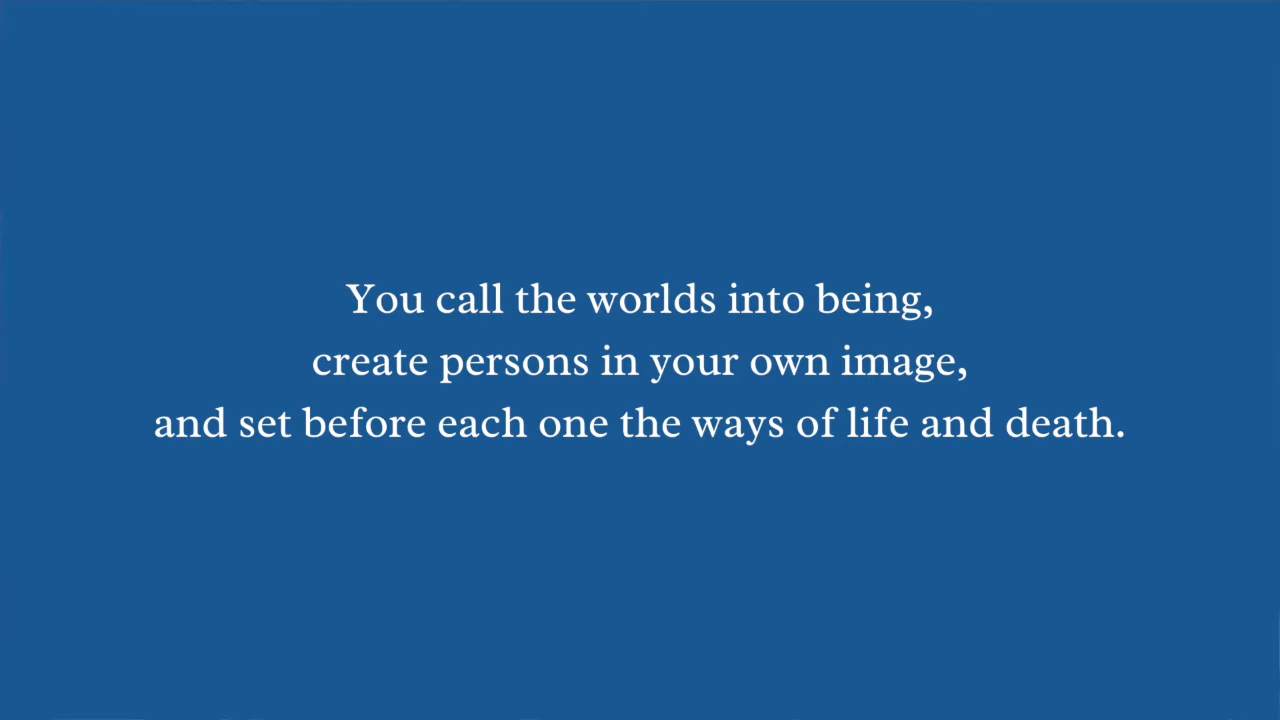 You call the worlds into being,
create persons in your own image,
and set before each one the ways of life and death.